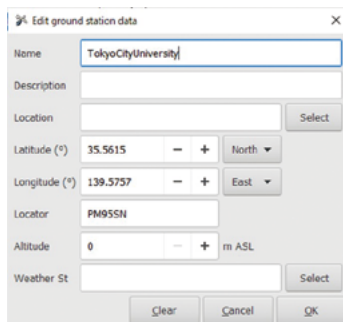 Edit ground station data
Name TokyoCityUniversity
Description
Location Select
Latitude (°) 35.5615 − + North
Longitude (°) 139.5757 − + East
Locator PM95SN
Altitude 0 − + m ASL
Weather St Select
Clear Cancel OK